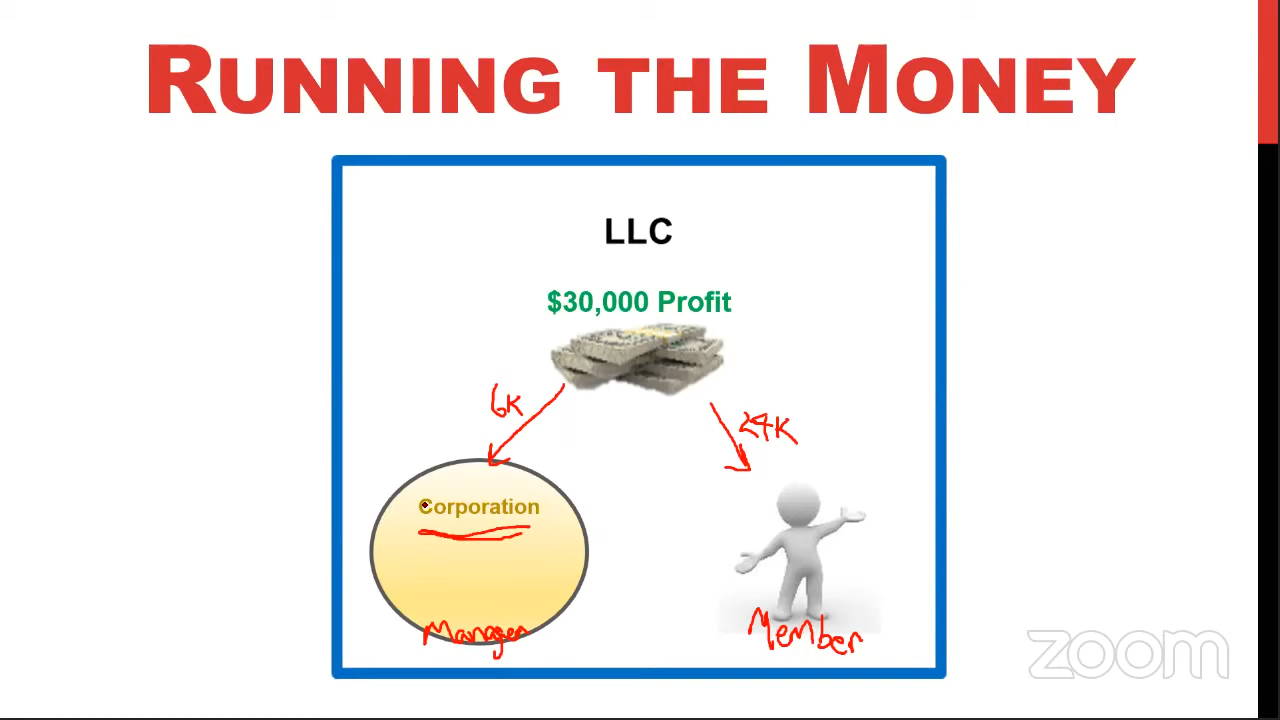 RUNNING THE MONEY
LLC
$30,000 Profit
6K
24K
Corporation
Manager
Member
zoom